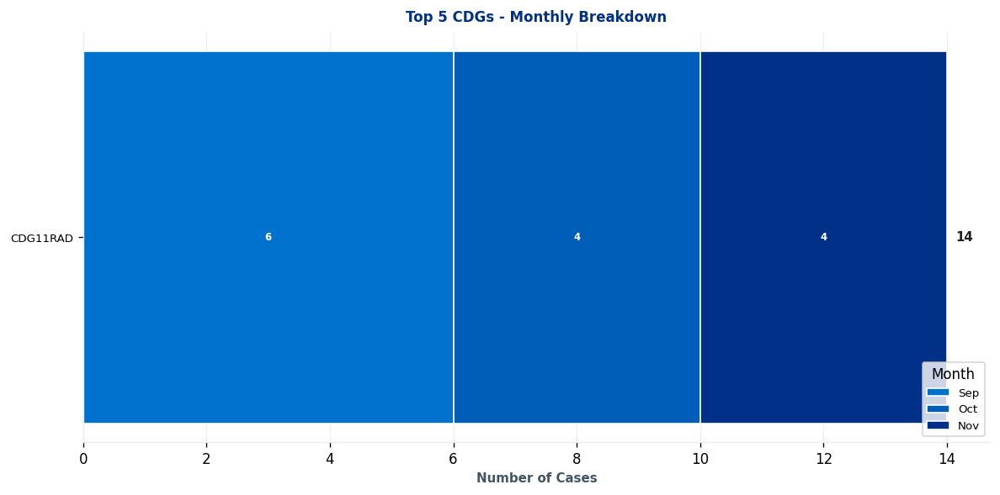 Top 5 CDGs - Monthly Breakdown
CDG11RAD
6
4
4
14
Month
Sep
Oct
Nov
0 2 4 6 8 10 12 14
Number of Cases